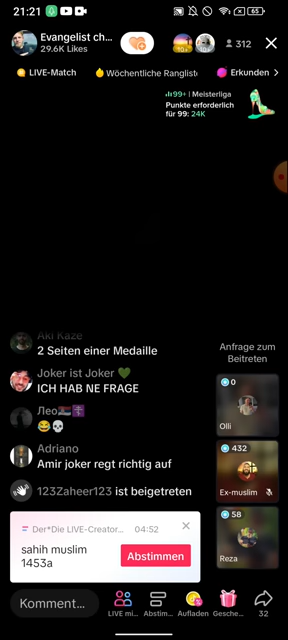 21:21
65
Evangelist ch...
29.6K Likes
312
LIVE-Match
Wöchentliche Rangliste
Erkunden
99+ | Meisterliga
Punkte erforderlich
für 99: 24K
Aki Kaze
2 Seiten einer Medaille
Joker ist Joker
ICH HAB NE FRAGE
Лео
Adriano
Amir joker regt richtig auf
123Zaheer123 ist beigetreten
Anfrage zum
Beitreten
0
Olli
432
Ex-muslim
58
Reza
Der*Die LIVE-Creator... 04:52
sahih muslim
1453a
Abstimmen
Komment...
LIVE mi...
Abstim...
Aufladen
Gesche...
32